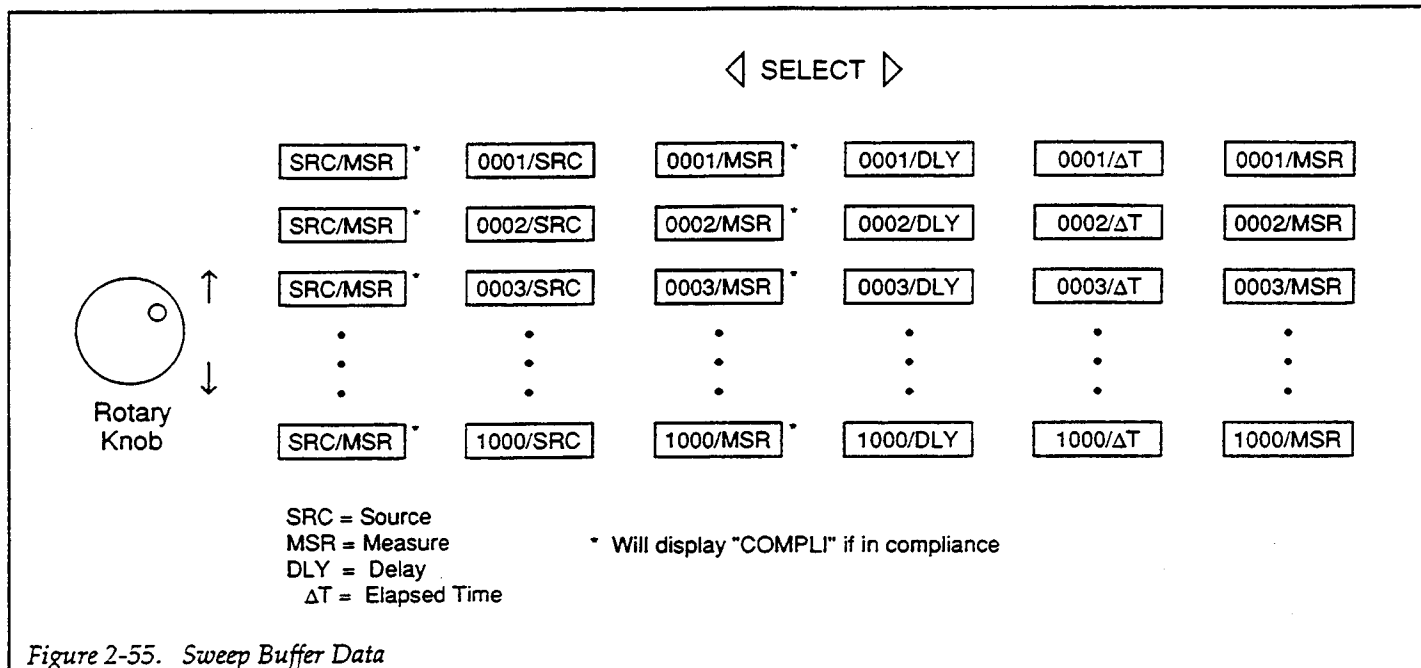 ◁ SELECT ▷
SRC/MSR * 0001/SRC 0001/MSR * 0001/DLY 0001/ΔT 0001/MSR
SRC/MSR * 0002/SRC 0002/MSR * 0002/DLY 0002/ΔT 0002/MSR
SRC/MSR * 0003/SRC 0003/MSR * 0003/DLY 0003/ΔT 0003/MSR
Rotary
Knob
SRC/MSR * 1000/SRC 1000/MSR * 1000/DLY 1000/ΔT 1000/MSR
SRC = Source
MSR = Measure
DLY = Delay
ΔT = Elapsed Time
* Will display "COMPLI" if in compliance
Figure 2-55. Sweep Buffer Data